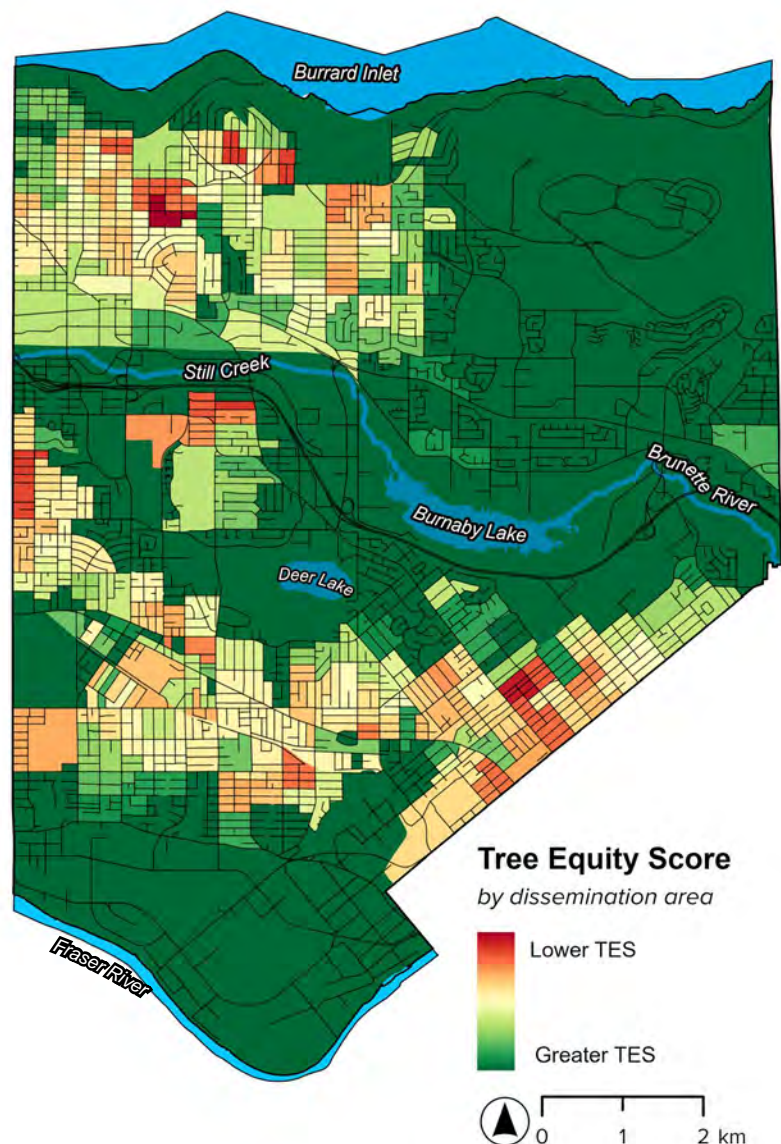 Burrard Inlet
Still Creek
Brunette River
Burnaby Lake
Deer Lake
Fraser River
Tree Equity Score
by dissemination area
Lower TES
Greater TES
0 1 2 km